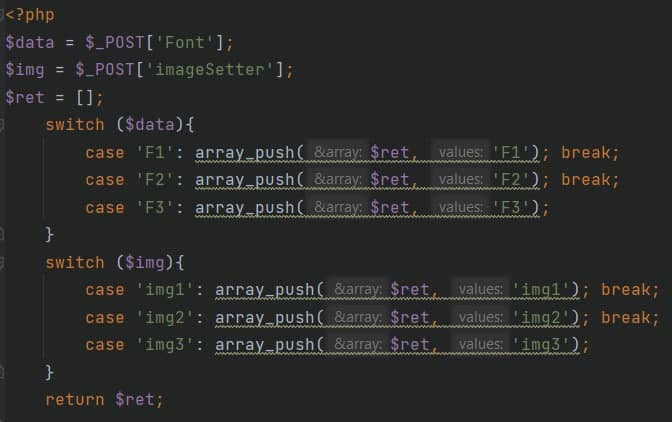 <?php
$data = $_POST['Font'];
$img = $_POST['imageSetter'];
$ret = [];
switch ($data){
case 'F1': array_push( &array: $ret, values: 'F1'); break;
case 'F2': array_push( &array: $ret, values: 'F2'); break;
case 'F3': array_push( &array: $ret, values: 'F3');
}
switch ($img){
case 'img1': array_push( &array: $ret, values: 'img1'); break;
case 'img2': array_push( &array: $ret, values: 'img2'); break;
case 'img3': array_push( &array: $ret, values: 'img3');
}
return $ret;